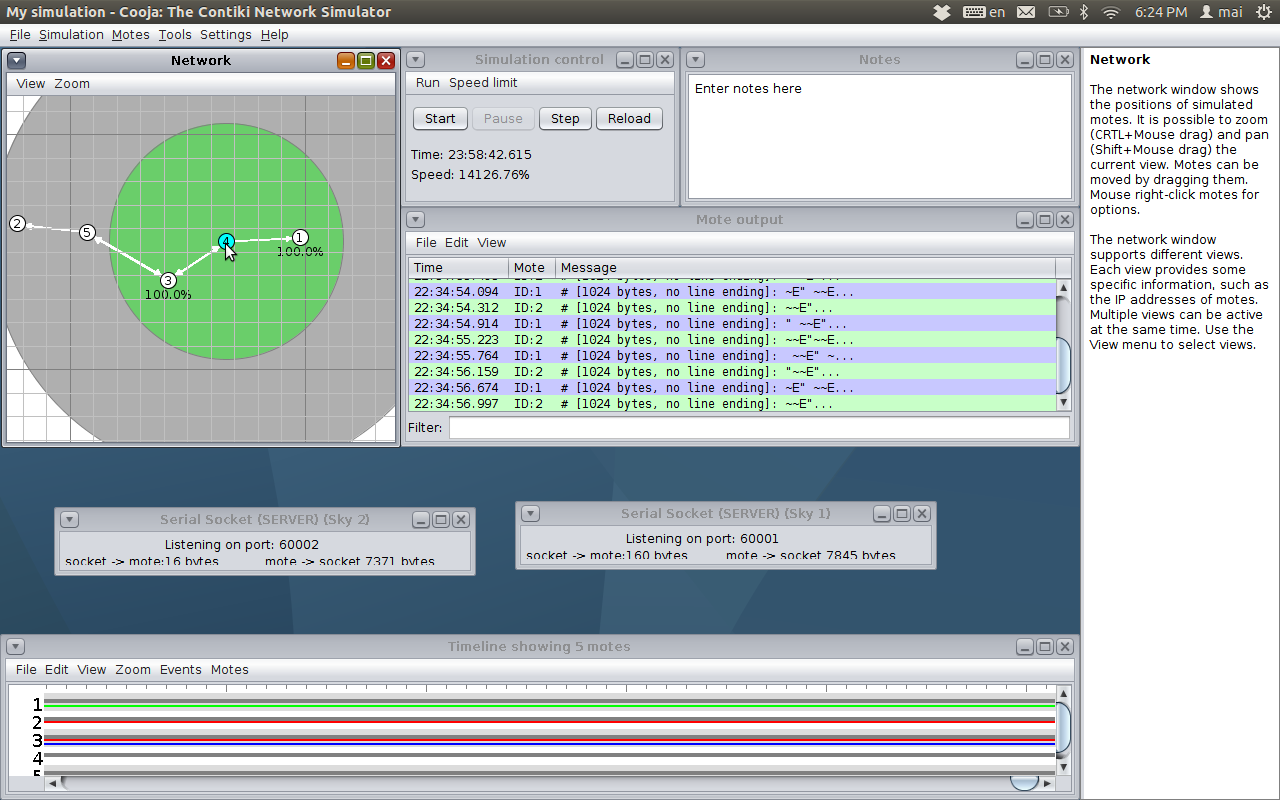 My simulation - Cooja: The Contiki Network Simulator
en
6:24 PM
mai
File Simulation Motes Tools Settings Help
Network
View Zoom
2
5
4
1
100.0%
3
100.0%
Simulation control
Run Speed limit
Start Pause Step Reload
Time: 23:58:42.615
Speed: 14126.76%
Notes
Enter notes here
Mote output
File Edit View
Time Mote Message
22:34:54.094 ID:1 # [1024 bytes, no line ending]: ~E" ~~E...
22:34:54.312 ID:2 # [1024 bytes, no line ending]: ~~E"...
22:34:54.914 ID:1 # [1024 bytes, no line ending]: " ~~E"...
22:34:55.223 ID:2 # [1024 bytes, no line ending]: ~~E"~~E...
22:34:55.764 ID:1 # [1024 bytes, no line ending]: ~~E" ~...
22:34:56.159 ID:2 # [1024 bytes, no line ending]: "~~E"...
22:34:56.674 ID:1 # [1024 bytes, no line ending]: ~E" ~~E...
22:34:56.997 ID:2 # [1024 bytes, no line ending]: ~~E"...
Filter:
Network
The network window shows
the positions of simulated
motes. It is possible to zoom
(CRTL+Mouse drag) and pan
(Shift+Mouse drag) the
current view. Motes can be
moved by dragging them.
Mouse right-click motes for
options.
The network window
supports different views.
Each view provides some
specific information, such as
the IP addresses of motes.
Multiple views can be active
at the same time. Use the
View menu to select views.
Serial Socket (SERVER) (Sky 2)
Listening on port: 60002
socket -> mote:16 bytes mote -> socket 7371 bytes
Serial Socket (SERVER) (Sky 1)
Listening on port: 60001
socket -> mote:160 bytes mote -> socket 7845 bytes
Timeline showing 5 motes
File Edit View Zoom Events Motes
1
2
3
4
5